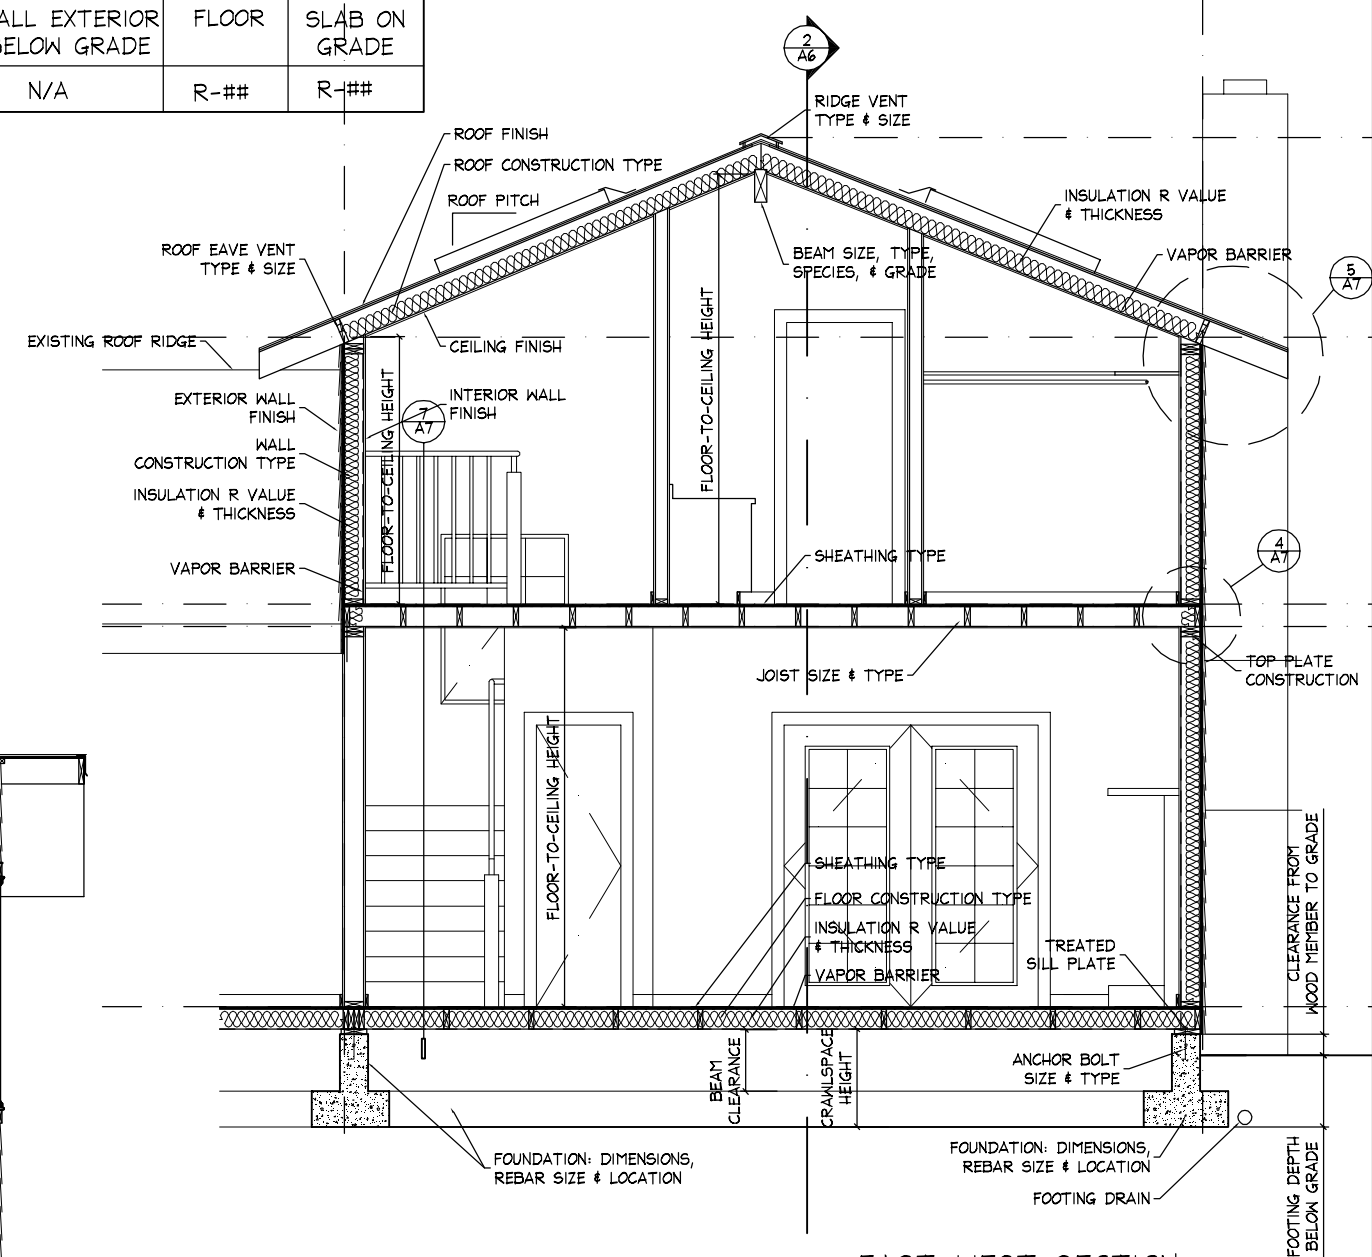 ALL EXTERIOR
BELOW GRADE
FLOOR
SLAB ON
GRADE
N/A
R-##
R-##
2
A6
RIDGE VENT
TYPE & SIZE
ROOF FINISH
ROOF CONSTRUCTION TYPE
ROOF PITCH
INSULATION R VALUE
& THICKNESS
ROOF EAVE VENT
TYPE & SIZE
BEAM SIZE, TYPE,
SPECIES, & GRADE
VAPOR BARRIER
5
A7
EXISTING ROOF RIDGE
CEILING FINISH
FLOOR-TO-CEILING HEIGHT
FLOOR-TO-CEILING HEIGHT
EXTERIOR WALL
FINISH
INTERIOR WALL
FINISH
7
A7
WALL
CONSTRUCTION TYPE
INSULATION R VALUE
& THICKNESS
VAPOR BARRIER
SHEATHING TYPE
4
A7
JOIST SIZE & TYPE
TOP PLATE
CONSTRUCTION
FLOOR-TO-CEILING HEIGHT
SHEATHING TYPE
FLOOR CONSTRUCTION TYPE
INSULATION R VALUE
& THICKNESS
VAPOR BARRIER
TREATED
SILL PLATE
CLEARANCE FROM
WOOD MEMBER TO GRADE
BEAM
CLEARANCE
CRAWLSPACE
HEIGHT
ANCHOR BOLT
SIZE & TYPE
FOUNDATION: DIMENSIONS,
REBAR SIZE & LOCATION
FOUNDATION: DIMENSIONS,
REBAR SIZE & LOCATION
FOOTING DRAIN
FOOTING DEPTH
BELOW GRADE